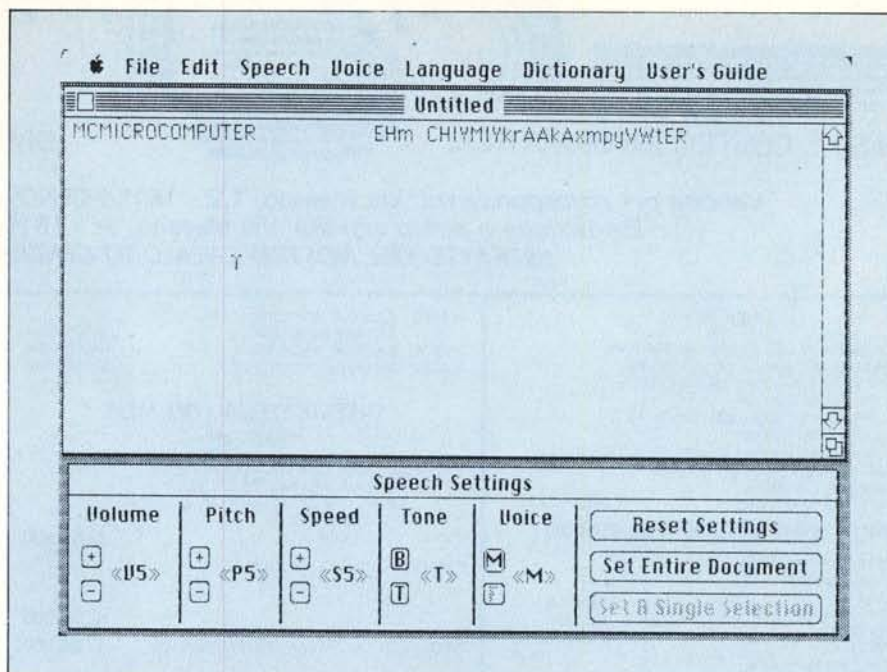 File Edit Speech Voice Language Dictionary User's Guide
Untitled
MCMICROCOMPUTER EHm CHIYMIYkrAAkAxmpyVWtER
Speech Settings
Volume Pitch Speed Tone Voice
+ + + B M Reset Settings
«V5» «P5» «S5» «T» «M» Set Entire Document
- - - T F Set A Single Selection